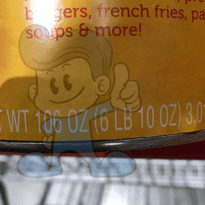 burgers, french fries, pa
soups & more!
T WT 106 OZ (6 LB 10 OZ) 3.0